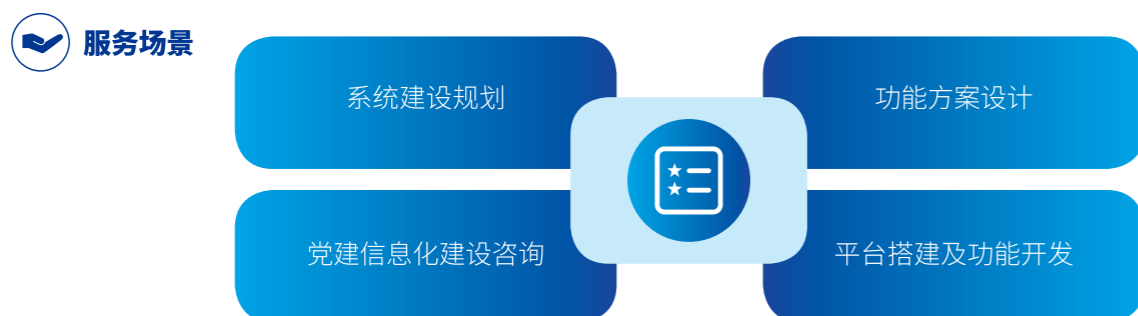 服务场景
系统建设规划
功能方案设计
党建信息化建设咨询
平台搭建及功能开发